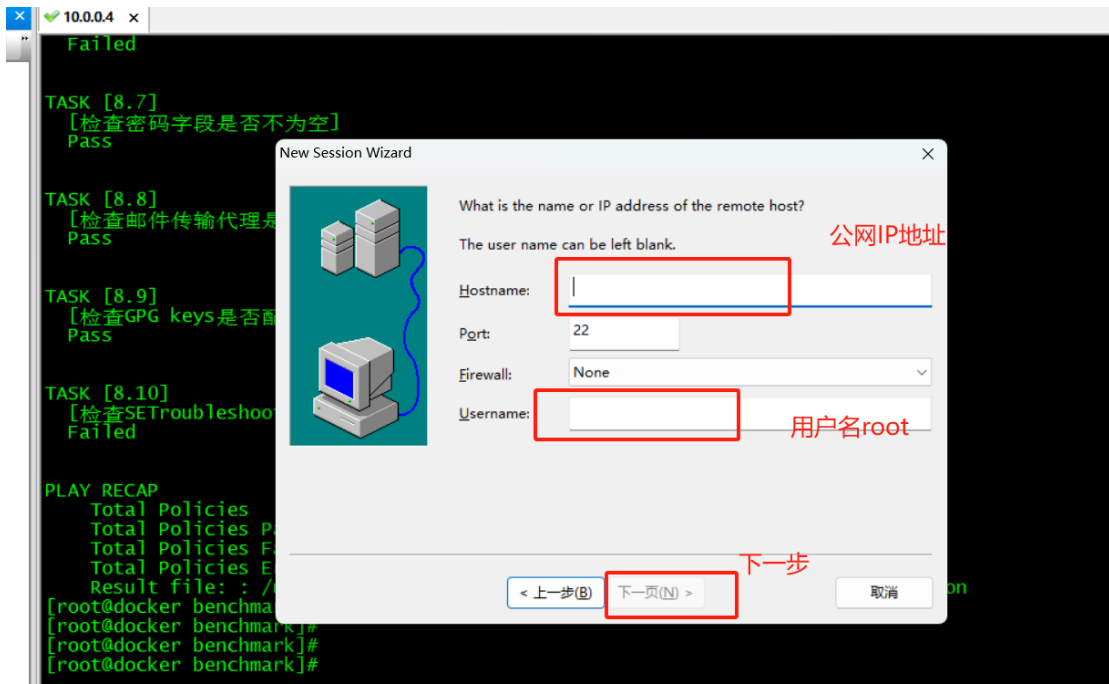 10.0.0.4
Failed
TASK [8.7]
[检查密码字段是否不为空]
Pass
TASK [8.8]
[检查邮件传输代理是
Pass
TASK [8.9]
[检查GPG keys是否配
Pass
TASK [8.10]
[检查SETroubleshoo
Failed
PLAY RECAP
Total Policies
Total Policies P
Total Policies F
Total Policies E
Result file: : /
on
[root@docker benchma
[root@docker benchmark]#
[root@docker benchmark]#
[root@docker benchmark]#
New Session Wizard
What is the name or IP address of the remote host?
The user name can be left blank.
公网IP地址
Hostname:
Port: 22
Firewall: None
Username:
用户名root
下一步
< 上一步(B)
下一页(N) >
取消